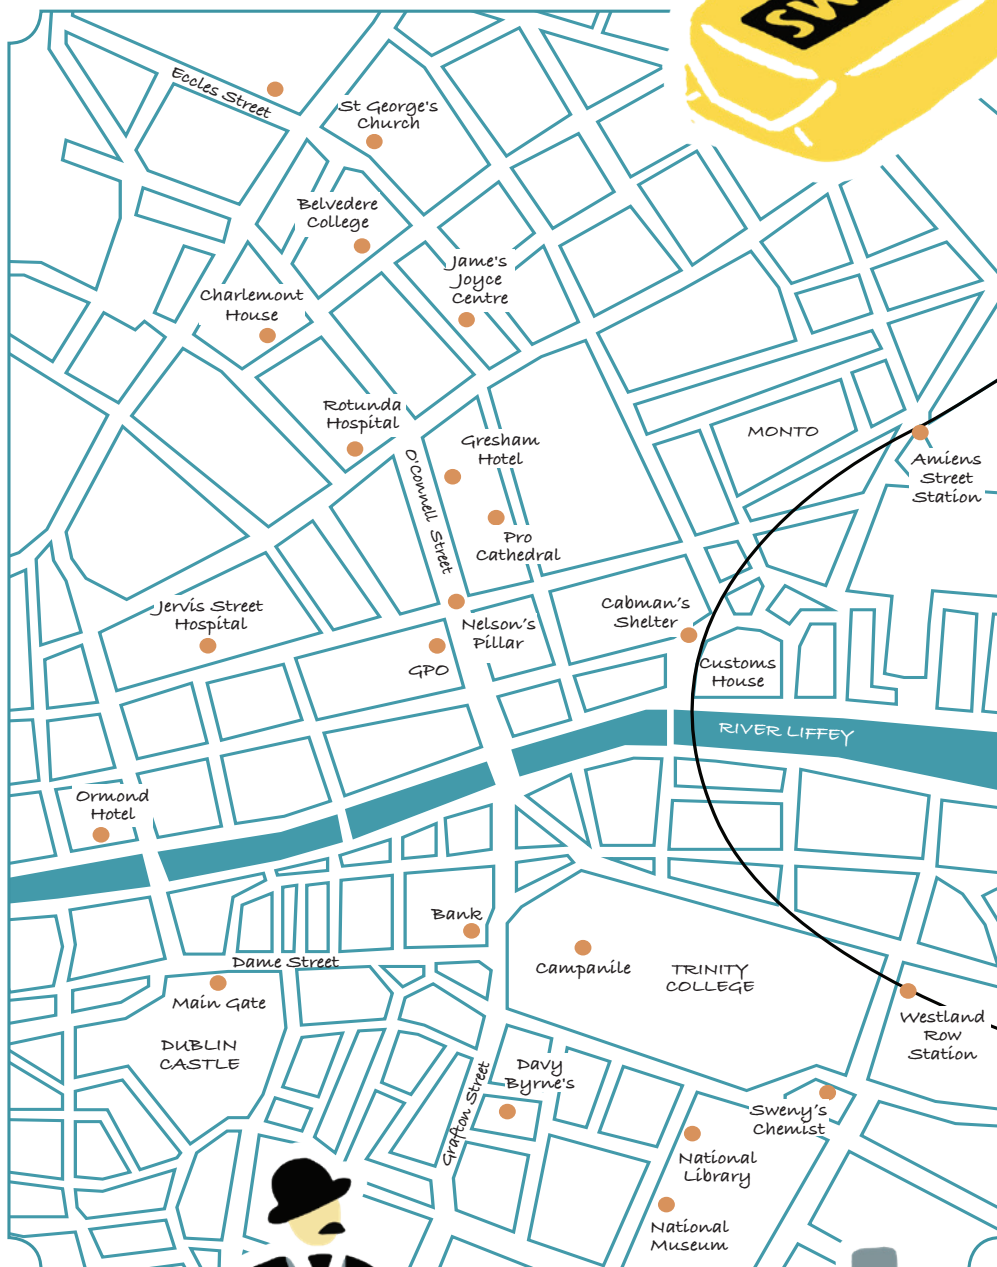 SW
Eccles Street
St George's
Church
Belvedere
College
Jame's
Joyce
Centre
Charlemont
House
Rotunda
Hospital
O'Connell Street
Gresham
Hotel
MONTO
Amiens
Street
Station
Pro
Cathedral
Jervis Street
Hospital
Nelson's
Pillar
Cabman's
Shelter
GPO
Customs
House
RIVER LIFFEY
Ormond
Hotel
Bank
Dame Street
Campanile
TRINITY
COLLEGE
Main Gate
DUBLIN
CASTLE
Westland
Row
Station
Grafton Street
Davy
Byrne's
Sweny's
Chemist
National
Library
National
Museum